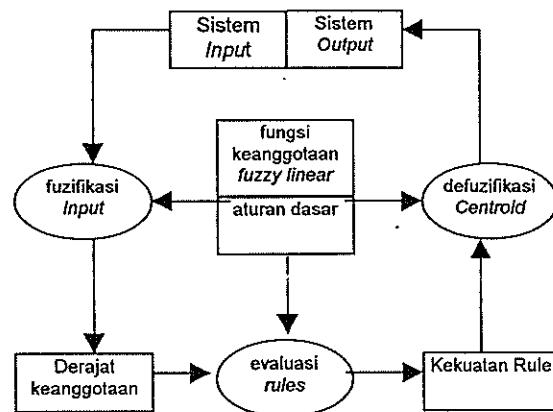 Sistem
Input
Sistem
Output
fungsi
keanggotaan
fuzzy linear
aturan dasar
fuzifikasi
Input
defuzifikasi
Centroid
Derajat
keanggotaan
evaluasi
rules
Kekuatan Rule